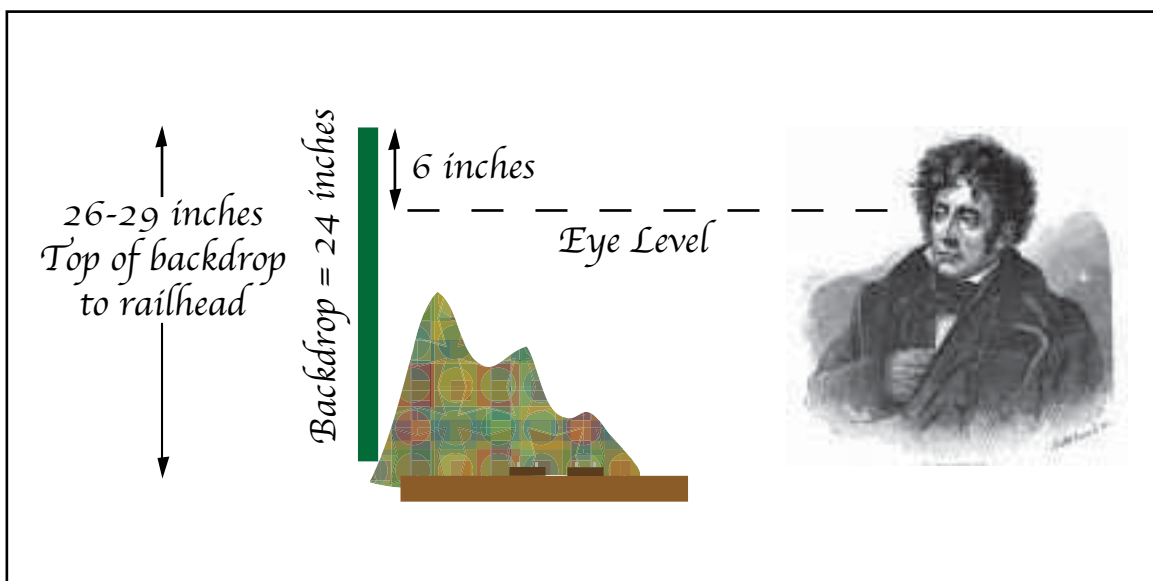 26-29 inches
Top of backdrop
to railhead
Backdrop = 24 inches
6 inches
Eye Level